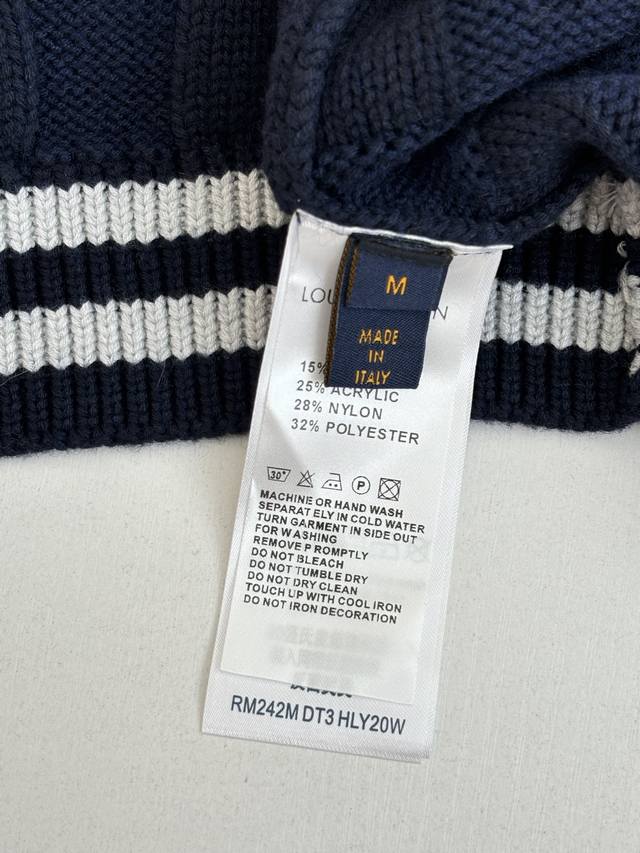 M
MADE
IN
ITALY
LOU N
15%
25% ACRYLIC
28% NYLON
32% POLYESTER
30°
P
MACHINE OR HAND WASH
SEPARAT ELY IN COLD WATER
TURN GARMENT IN SIDE OUT
FOR WASHING
REMOVE P ROMPTLY
DO NOT BLEACH
DO NOT TUMBLE DRY
DO NOT DRY CLEAN
TOUCH UP WITH COOL IRON
DO NOT IRON DECORATION
RM242M DT3 HLY20W